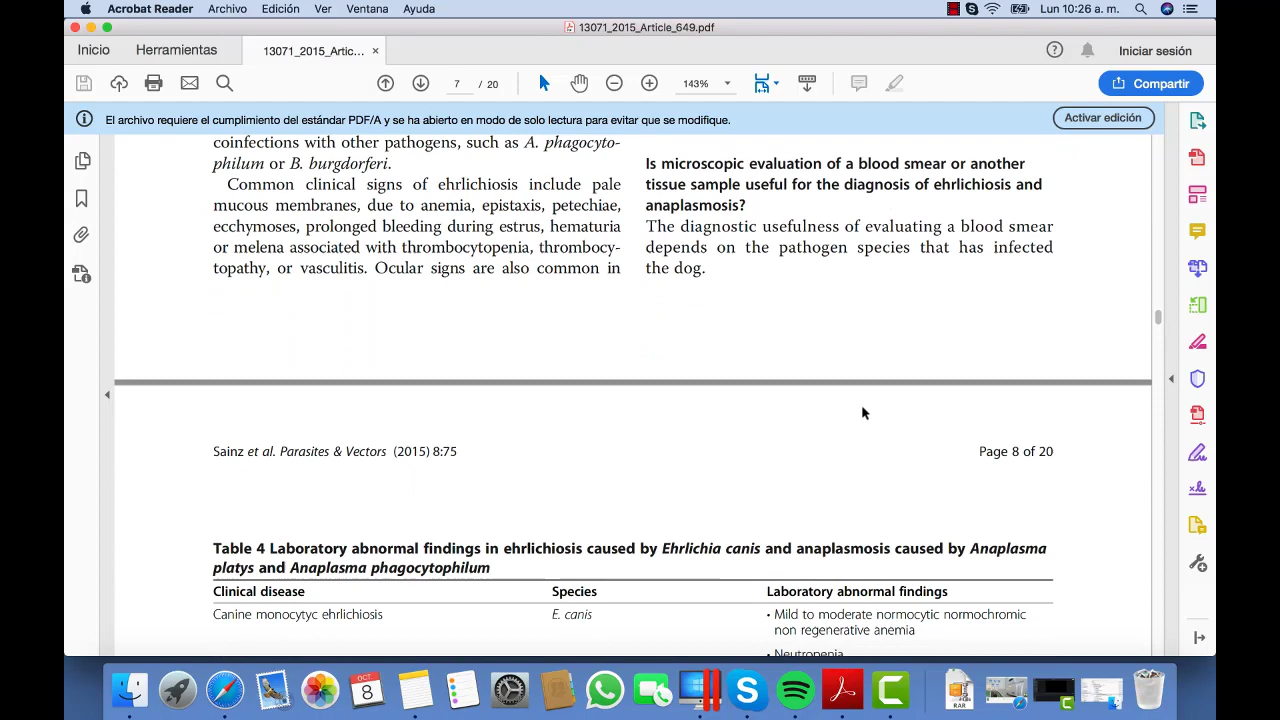 Acrobat Reader Archivo Edición Ver Ventana Ayuda Lun 10:26 a. m.
13071_2015_Article_649.pdf
Inicio Herramientas 13071_2015_Artic... × Iniciar sesión
7 / 20 143% Compartir
El archivo requiere el cumplimiento del estándar PDF/A y se ha abierto en modo de solo lectura para evitar que se modifique. Activar edición
coinfections with other pathogens, such as A. phagocyto-
philum or B. burgdorferi.
Common clinical signs of ehrlichiosis include pale
mucous membranes, due to anemia, epistaxis, petechiae,
ecchymoses, prolonged bleeding during estrus, hematuria
or melena associated with thrombocytopenia, thrombocy-
topathy, or vasculitis. Ocular signs are also common in
Is microscopic evaluation of a blood smear or another
tissue sample useful for the diagnosis of ehrlichiosis and
anaplasmosis?
The diagnostic usefulness of evaluating a blood smear
depends on the pathogen species that has infected
the dog.
Sainz et al. Parasites & Vectors (2015) 8:75 Page 8 of 20
Table 4 Laboratory abnormal findings in ehrlichiosis caused by Ehrlichia canis and anaplasmosis caused by Anaplasma
platys and Anaplasma phagocytophilum
Clinical disease Species Laboratory abnormal findings
Canine monocytyc ehrlichiosis E. canis • Mild to moderate normocytic normochromic
non regenerative anemia
• Neutropenia
OCT.
8
RAR